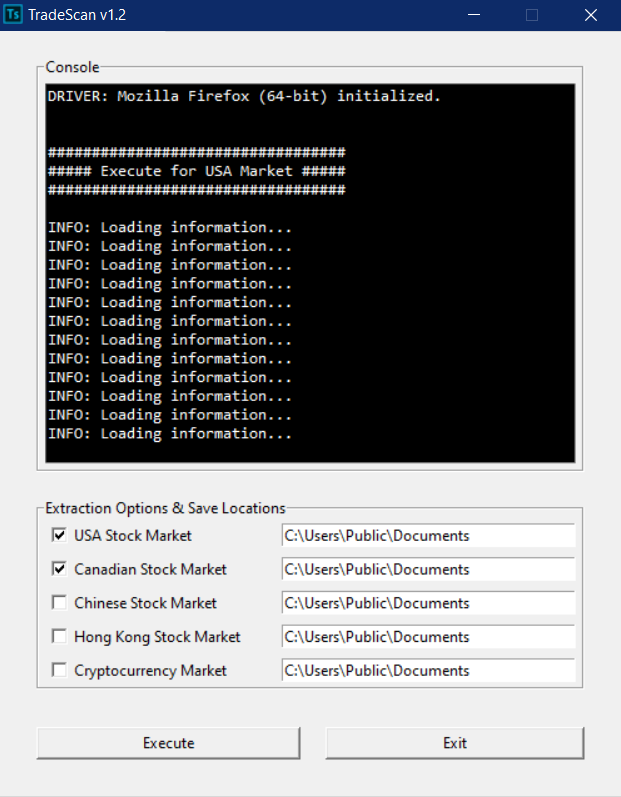 Ts TradeScan v1.2
Console
DRIVER: Mozilla Firefox (64-bit) initialized.
##################################
##### Execute for USA Market #####
##################################
INFO: Loading information...
INFO: Loading information...
INFO: Loading information...
INFO: Loading information...
INFO: Loading information...
INFO: Loading information...
INFO: Loading information...
INFO: Loading information...
INFO: Loading information...
INFO: Loading information...
INFO: Loading information...
INFO: Loading information...
Extraction Options & Save Locations
USA Stock Market C:\Users\Public\Documents
Canadian Stock Market C:\Users\Public\Documents
Chinese Stock Market C:\Users\Public\Documents
Hong Kong Stock Market C:\Users\Public\Documents
Cryptocurrency Market C:\Users\Public\Documents
Execute Exit